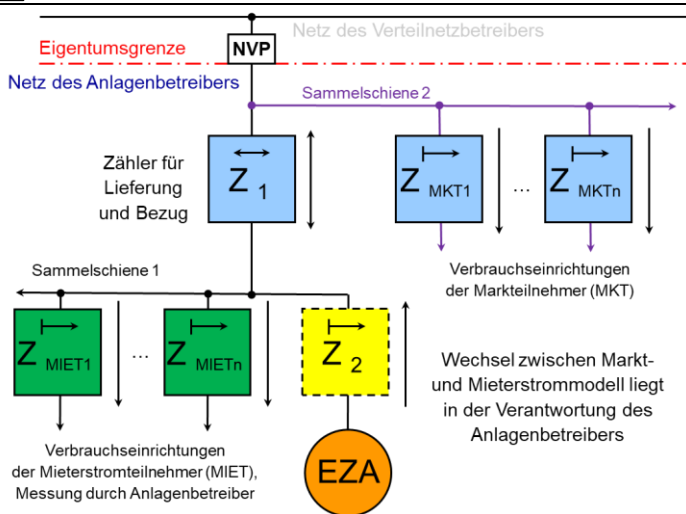 Netz des Verteilnetzbetreibers
Eigentumsgrenze
NVP
Netz des Anlagenbetreibers
Sammelschiene 2
Zähler für
Lieferung
und Bezug
Z 1
Z MKT1
...
Z MKTn
Sammelschiene 1
Verbrauchseinrichtungen
der Markteilnehmer (MKT)
Z MIET1
...
Z MIETn
Z 2
Wechsel zwischen Markt-
und Mieterstrommodell liegt
in der Verantwortung des
Anlagenbetreibers
Verbrauchseinrichtungen
der Mieterstromteilnehmer (MIET),
Messung durch Anlagenbetreiber
EZA